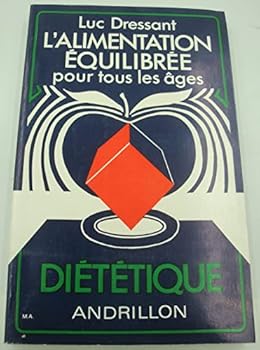 Luc Dressant
L'ALIMENTATION
ÉQUILIBRÉE
pour tous les âges
DIÉTÉTIQUE
M.A.
ANDRILLON